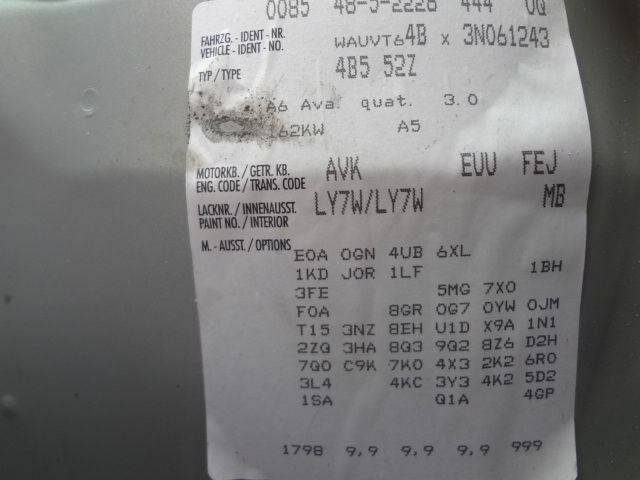 0085 48-5-2228 444 0Q
FAHRZG. - IDENT - NR. WAUVT64B x 3N061243
VEHICLE - IDENT - NO.
TYP / TYPE 4B5 52Z
A6 Ava. quat. 3.0
162KW A5
MOTORKB. / GETR. KB. AVK EUU FEJ
ENG. CODE / TRANS. CODE
LACKNR. / INNENAUSST. LY7W/LY7W MB
PAINT NO. / INTERIOR
M. - AUSST. / OPTIONS
E0A 0GN 4UB 6XL
1KD J0R 1LF 1BH
3FE 5MG 7X0
F0A 8GR 0G7 0YW 0JM
T15 3NZ 8EH U1D X9A 1N1
2ZQ 3HA 8Q3 9Q2 8Z6 D2H
7Q0 C9K 7K0 4X3 2K2 6R0
3L4 4KC 3Y3 4K2 5D2
1SA Q1A 4GP
1798 9,9 9,9 9,9 999